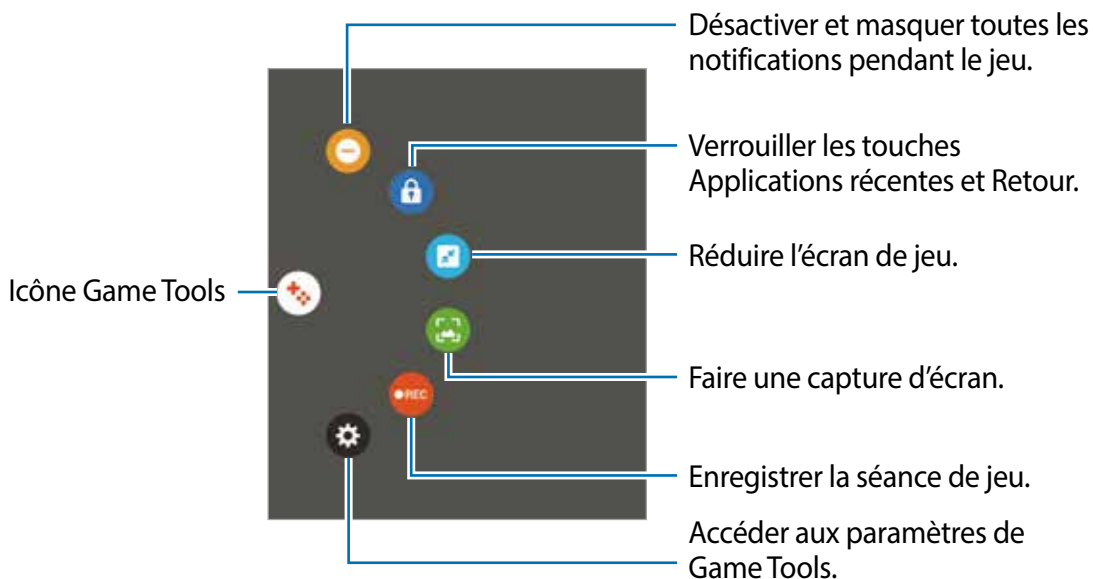 Désactiver et masquer toutes les
notifications pendant le jeu.
Verrouiller les touches
Applications récentes et Retour.
Réduire l’écran de jeu.
Icône Game Tools
Faire une capture d’écran.
REC
Enregistrer la séance de jeu.
Accéder aux paramètres de
Game Tools.